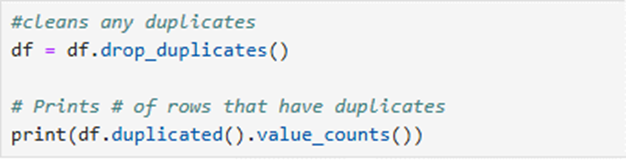 #cleans any duplicates
df = df.drop_duplicates()
# Prints # of rows that have duplicates
print(df.duplicated().value_counts())